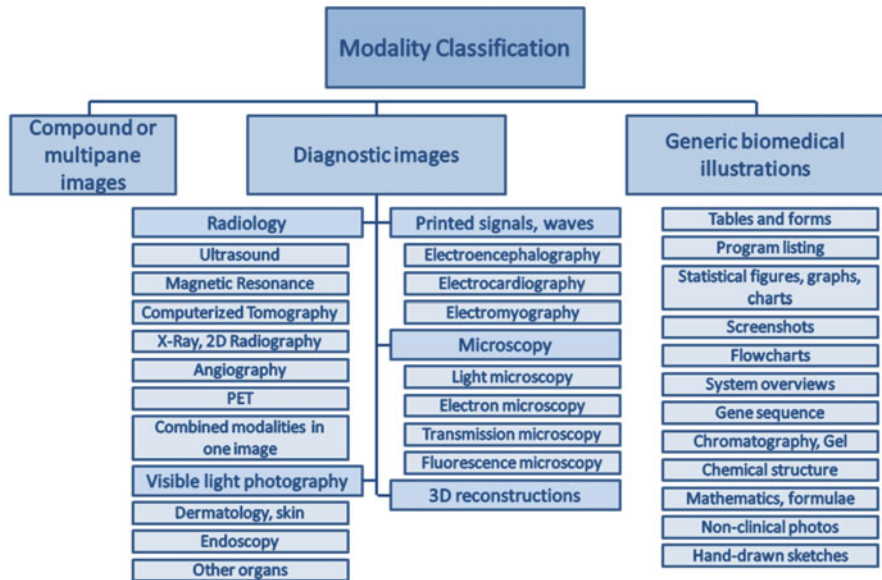 Modality Classification
Compound or
multipane
images
Diagnostic images
Generic biomedical
illustrations
Radiology
Ultrasound
Magnetic Resonance
Computerized Tomography
X-Ray, 2D Radiography
Angiography
PET
Combined modalities in
one image
Visible light photography
Dermatology, skin
Endoscopy
Other organs
Printed signals, waves
Electroencephalography
Electrocardiography
Electromyography
Microscopy
Light microscopy
Electron microscopy
Transmission microscopy
Fluorescence microscopy
3D reconstructions
Tables and forms
Program listing
Statistical figures, graphs,
charts
Screenshots
Flowcharts
System overviews
Gene sequence
Chromatography, Gel
Chemical structure
Mathematics, formulae
Non-clinical photos
Hand-drawn sketches